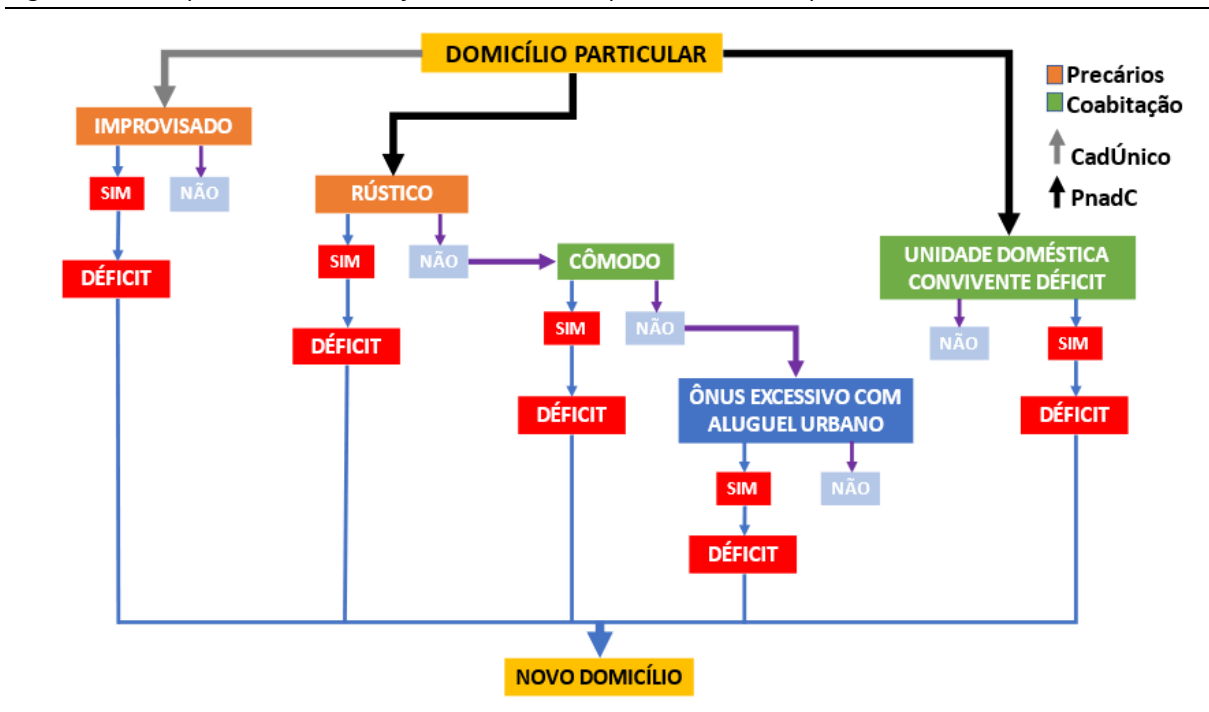 DOMICÍLIO PARTICULAR
Precários
Coabitação
CadÚnico
PnadC
IMPROVISADO
SIM
NÃO
DÉFICIT
RÚSTICO
SIM
NÃO
DÉFICIT
CÔMODO
SIM
NÃO
DÉFICIT
ÔNUS EXCESSIVO COM
ALUGUEL URBANO
SIM
NÃO
DÉFICIT
UNIDADE DOMÉSTICA
CONVIVENTE DÉFICIT
NÃO
SIM
DÉFICIT
NOVO DOMICÍLIO